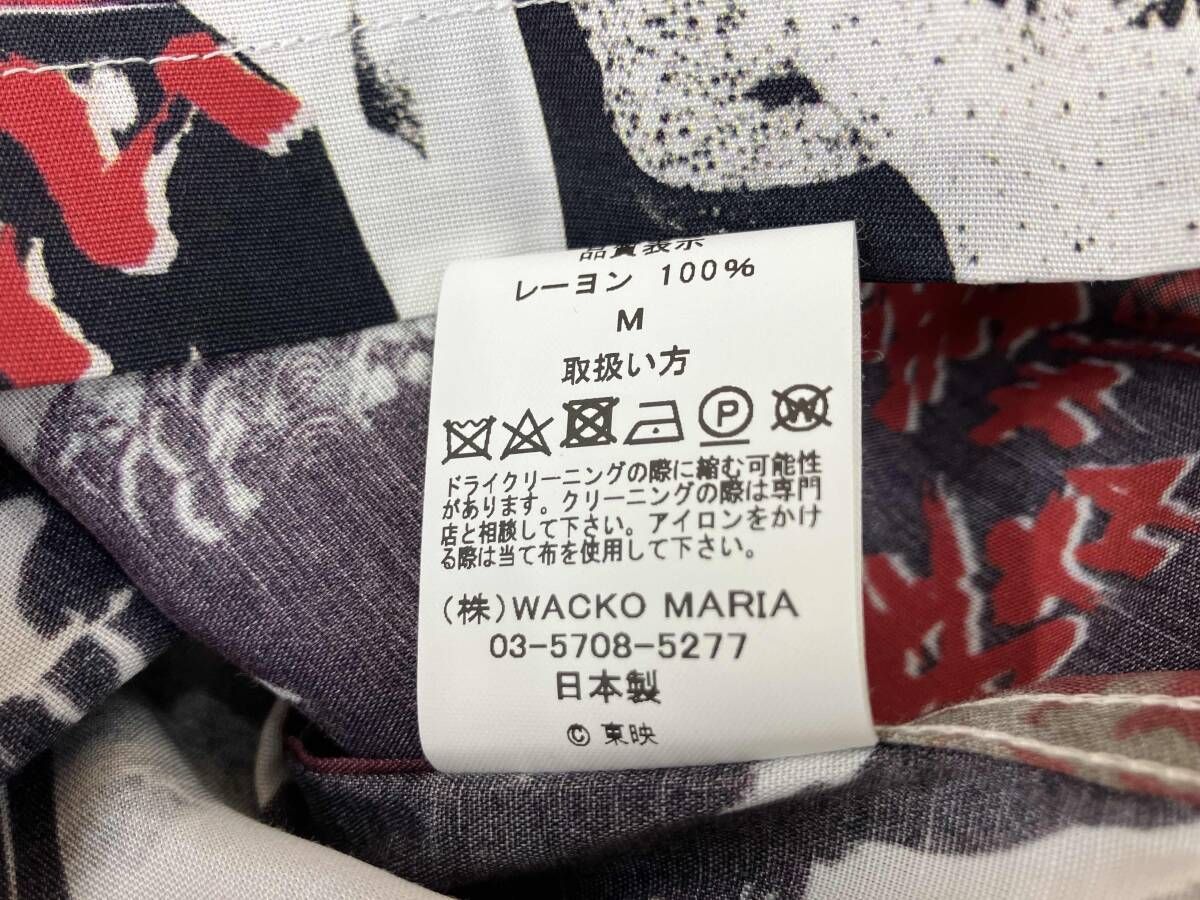 品質表示
レーヨン 100%
M
取扱い方
P
W
ドライクリーニングの際に縮む可能性
があります。クリーニングの際は専門
店と相談して下さい。アイロンをかけ
る際は当て布を使用して下さい。
(株)WACKO MARIA
03-5708-5277
日本製
© 東映